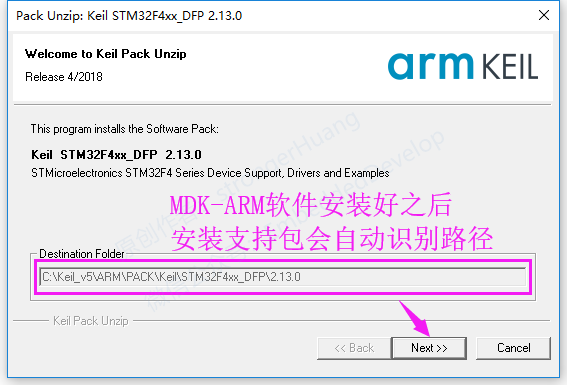 Pack Unzip: Keil STM32F4xx_DFP 2.13.0
Welcome to Keil Pack Unzip
Release 4/2018
arm KEIL
This program installs the Software Pack:
Keil STM32F4xx_DFP 2.13.0
STMicroelectronics STM32F4 Series Device Support, Drivers and Examples
MDK-ARM软件安装好之后
安装支持包会自动识别路径
Destination Folder
C:\Keil_v5\ARM\PACK\Keil\STM32F4xx_DFP\2.13.0
Keil Pack Unzip
<< Back
Next >>
Cancel